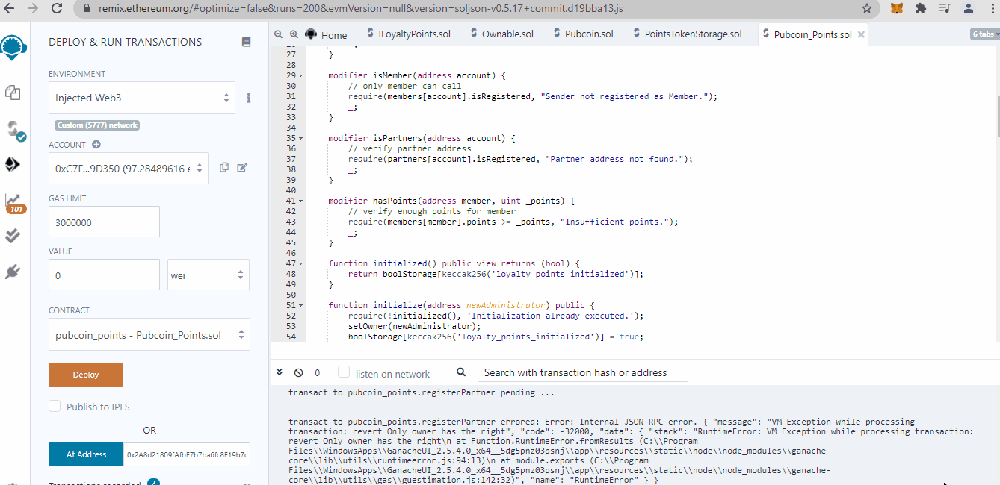 remix.ethereum.org/#optimize=false&runs=200&evmVersion=null&version=soljson-v0.5.17+commit.d19bba13.js
DEPLOY & RUN TRANSACTIONS
ENVIRONMENT
Injected Web3
i
Custom (5777) network
ACCOUNT
0xC7F...9D350 (97.28489616 e
GAS LIMIT
3000000
VALUE
0
wei
CONTRACT
pubcoin_points - Pubcoin_Points.sol
Deploy
Publish to IPFS
OR
At Address
0x2A8d21809fAfbE7b7ba6fc8F19b7c
2
101
Home
ILoyaltyPoints.sol
Ownable.sol
Pubcoin.sol
PointsTokenStorage.sol
Pubcoin_Points.sol
6 tabs
27 }
28
29 modifier isMember(address account) {
30 // only member can call
31 require(members[account].isRegistered, "Sender not registered as Member.");
32 _;
33 }
34
35 modifier isPartners(address account) {
36 // verify partner address
37 require(partners[account].isRegistered, "Partner address not found.");
38 _;
39 }
40
41 modifier hasPoints(address member, uint _points) {
42 // verify enough points for member
43 require(members[member].points >= _points, "Insufficient points.");
44 _;
45 }
46
47 function initialized() public view returns (bool) {
48 return boolStorage[keccak256('loyalty_points_initialized')];
49 }
50
51 function initialize(address newAdministrator) public {
52 require(!initialized(), 'Initialization already executed.');
53 setOwner(newAdministrator);
54 boolStorage[keccak256('loyalty_points_initialized')] = true;
0
listen on network
Search with transaction hash or address
transact to pubcoin_points.registerPartner pending ...
transact to pubcoin_points.registerPartner errored: Error: Internal JSON-RPC error. { "message": "VM Exception while processing
transaction: revert Only owner has the right", "code": -32000, "data": { "stack": "RuntimeError: VM Exception while processing transaction:
revert Only owner has the right\n at Function.RuntimeError.fromResults (C:\\Program
Files\\WindowsApps\\GanacheUI_2.5.4.0_x64__5dg5pnz03psnj\\app\\resources\\static\\node\\node_modules\\ganache-
core\\lib\\utils\\runtimeerror.js:94:13)\n at module.exports (C:\\Program
Files\\WindowsApps\\GanacheUI_2.5.4.0_x64__5dg5pnz03psnj\\app\\resources\\static\\node\\node_modules\\ganache-
core\\lib\\utils\\gas\\guestimation.js:142:32)", "name": "RuntimeError" } }